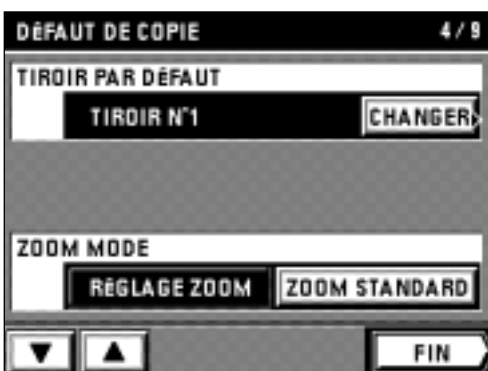 DÉFAUT DE COPIE 4/9
TIROIR PAR DÉFAUT
TIROIR N°1 CHANGER
ZOOM MODE
RÉGLAGE ZOOM ZOOM STANDARD
FIN